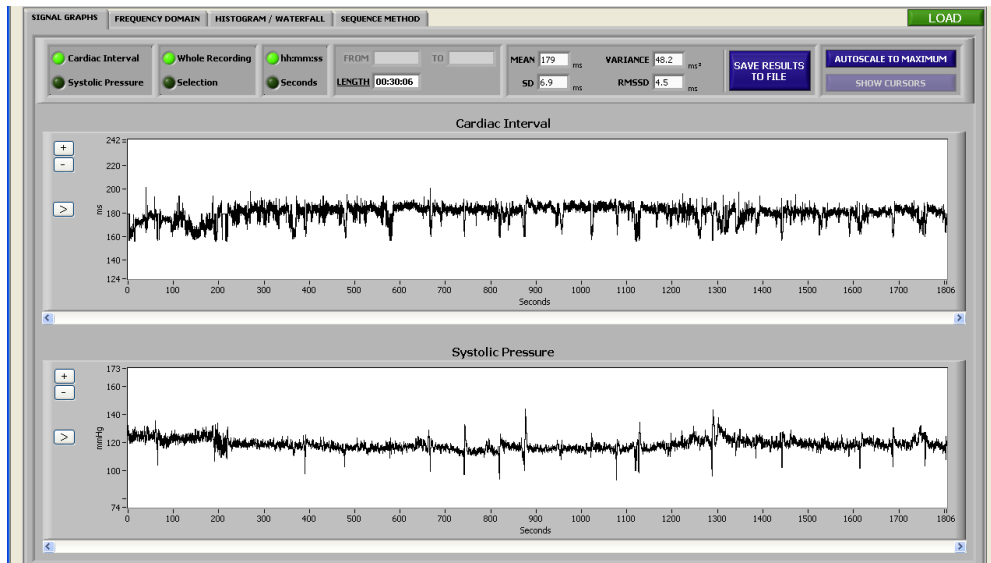 SIGNAL GRAPHS FREQUENCY DOMAIN HISTOGRAM / WATERFALL SEQUENCE METHOD LOAD
Cardiac Interval Whole Recording hh:mm:ss FROM TO MEAN 179 ms VARIANCE 48.2 ms² SAVE RESULTS TO FILE AUTOSCALE TO MAXIMUM
Systolic Pressure Selection Seconds LENGTH 00:30:06 SD 6.9 ms RMSSD 4.5 ms SHOW CURSORS
Cardiac Interval
+
-
>
ms
242
220
200
180
160
140
124
0 100 200 300 400 500 600 700 800 900 1000 1100 1200 1300 1400 1500 1600 1700 1806
Seconds
Systolic Pressure
+
-
>
mmHg
173
160
140
120
100
74
0 100 200 300 400 500 600 700 800 900 1000 1100 1200 1300 1400 1500 1600 1700 1806
Seconds